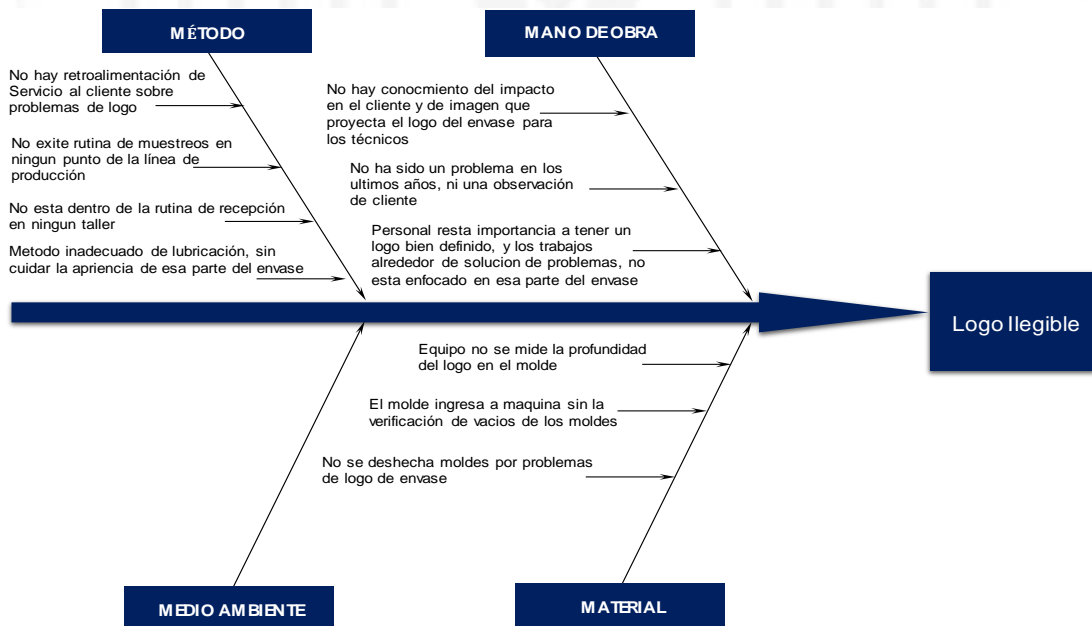 MÉTODO
No hay retroalimentación de
Servicio al cliente sobre
problemas de logo
No exite rutina de muestreos en
ningun punto de la línea de
producción
No esta dentro de la rutina de recepción
en ningun taller
Metodo inadecuado de lubricación, sin
cuidar la apriencia de esa parte del envase
MANO DE OBRA
No hay conocmiento del impacto
en el cliente y de imagen que
proyecta el logo del envase para
los técnicos
No ha sido un problema en los
ultimos años, ni una observación
de cliente
Personal resta importancia a tener un
logo bien definido, y los trabajos
alrededor de solucion de problemas, no
esta enfocado en esa parte del envase
Logo Ilegible
Equipo no se mide la profundidad
del logo en el molde
El molde ingresa a maquina sin la
verificación de vacios de los moldes
No se deshecha moldes por problemas
de logo de envase
MEDIO AMBIENTE
MATERIAL